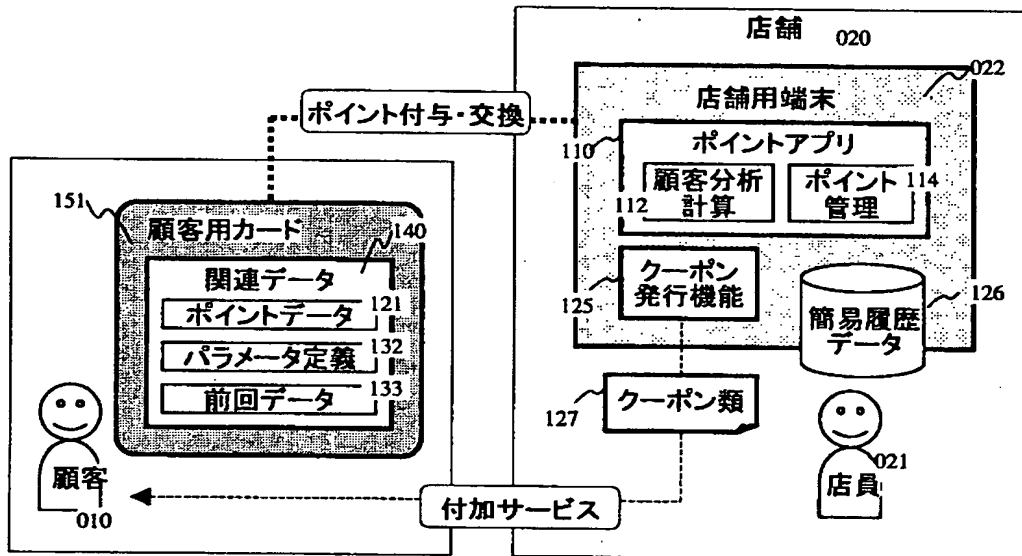 店舗 020
022
店舗用端末
ポイント付与・交換
110
ポイントアプリ
顧客分析
計算
112
ポイント
管理
114
151
顧客用カード
140
関連データ
ポイントデータ
121
パラメータ定義
132
前回データ
133
クーポン
発行機能
125
簡易履歴
データ
126
クーポン類
127
顧客
010
店員
021
付加サービス